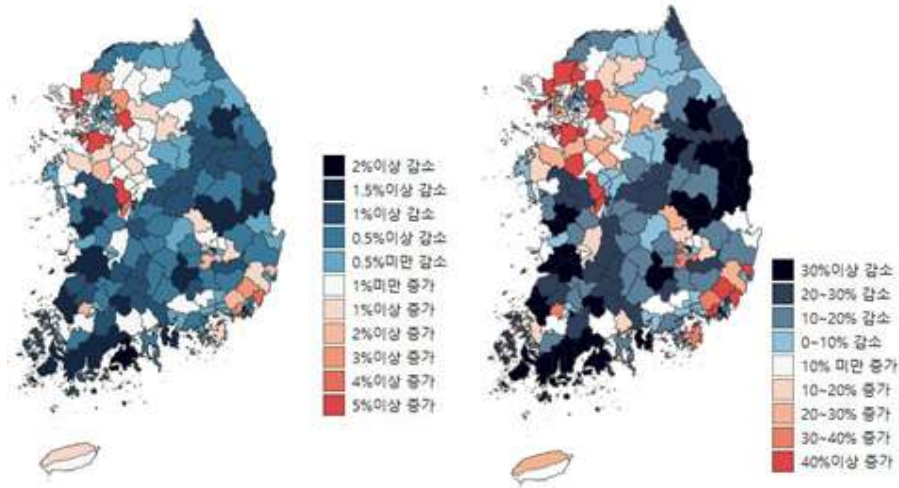 2%이상 감소
1.5%이상 감소
1%이상 감소
0.5%이상 감소
0.5%미만 감소
1%미만 증가
1%이상 증가
2%이상 증가
3%이상 증가
4%이상 증가
5%이상 증가
30%이상 감소
20~30% 감소
10~20% 감소
0~10% 감소
10% 미만 증가
10~20% 증가
20~30% 증가
30~40% 증가
40%이상 증가